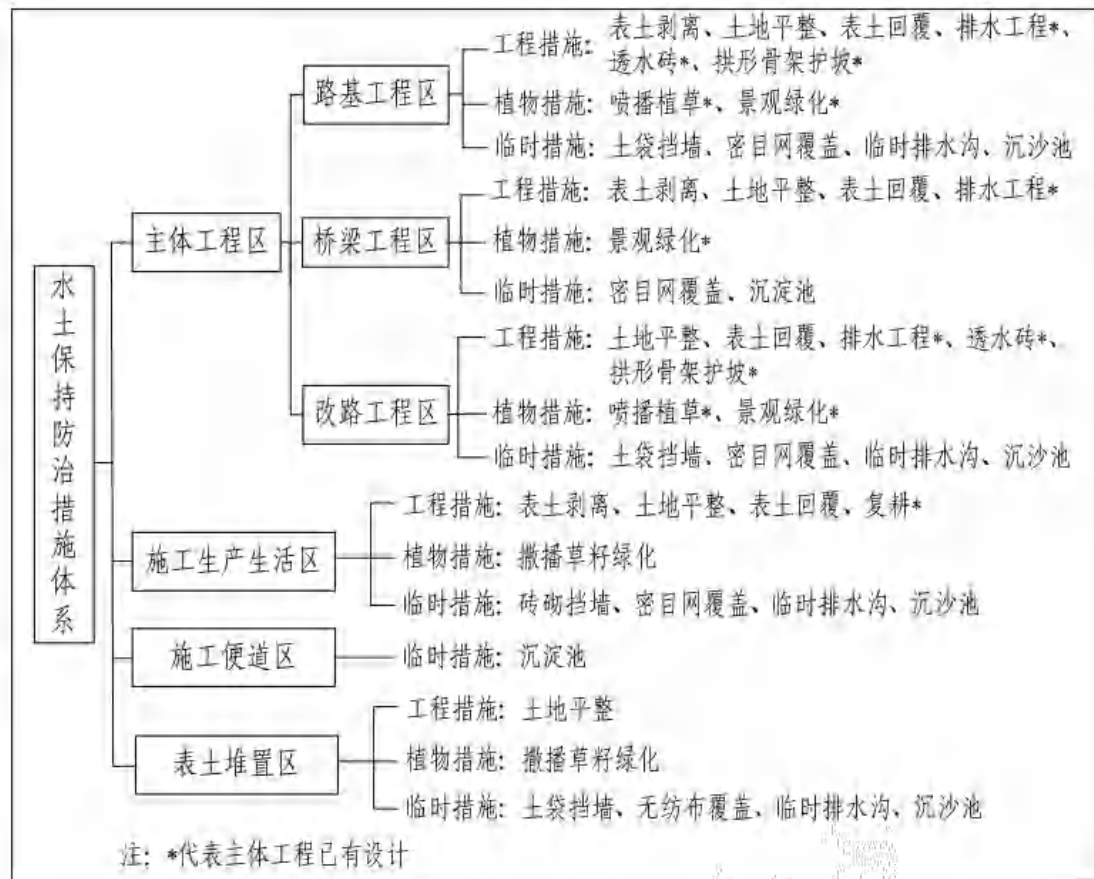 水土保持防治措施体系
主体工程区
路基工程区
工程措施：表土剥离、土地平整、表土回覆、排水工程*、
透水砖*、拱形骨架护坡*
植物措施：喷播植草*、景观绿化*
临时措施：土袋挡墙、密目网覆盖、临时排水沟、沉沙池
桥梁工程区
工程措施：表土剥离、土地平整、表土回覆、排水工程*
植物措施：景观绿化*
临时措施：密目网覆盖、沉淀池
改路工程区
工程措施：土地平整、表土回覆、排水工程*、透水砖*、
拱形骨架护坡*
植物措施：喷播植草*、景观绿化*
临时措施：土袋挡墙、密目网覆盖、临时排水沟、沉沙池
施工生产生活区
工程措施：表土剥离、土地平整、表土回覆、复耕*
植物措施：撒播草籽绿化
临时措施：砖砌挡墙、密目网覆盖、临时排水沟、沉沙池
施工便道区
临时措施：沉淀池
表土堆置区
工程措施：土地平整
植物措施：撒播草籽绿化
临时措施：土袋挡墙、无纺布覆盖、临时排水沟、沉沙池
注：*代表主体工程已有设计